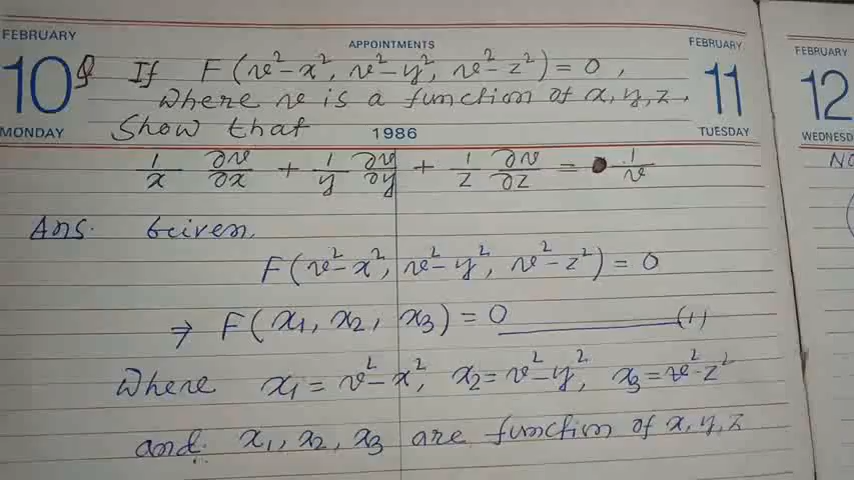 FEBRUARY
10
MONDAY
APPOINTMENTS
FEBRUARY
11
TUESDAY
FEBRUARY
12
WEDNESD
1986
Q If F(v²-x², v²-y², v²-z²) = 0,
where v is a function of x, y, z.
Show that
1/x ∂v/∂x + 1/y ∂v/∂y + 1/z ∂v/∂z = 1/v
Ans. Given,
F(v²-x², v²-y², v²-z²) = 0
⇒ F(x₁, x₂, x₃) = 0 (1)
Where x₁ = v²-x², x₂ = v²-y², x₃ = v²-z²
and x₁, x₂, x₃ are function of x, y, z
NO